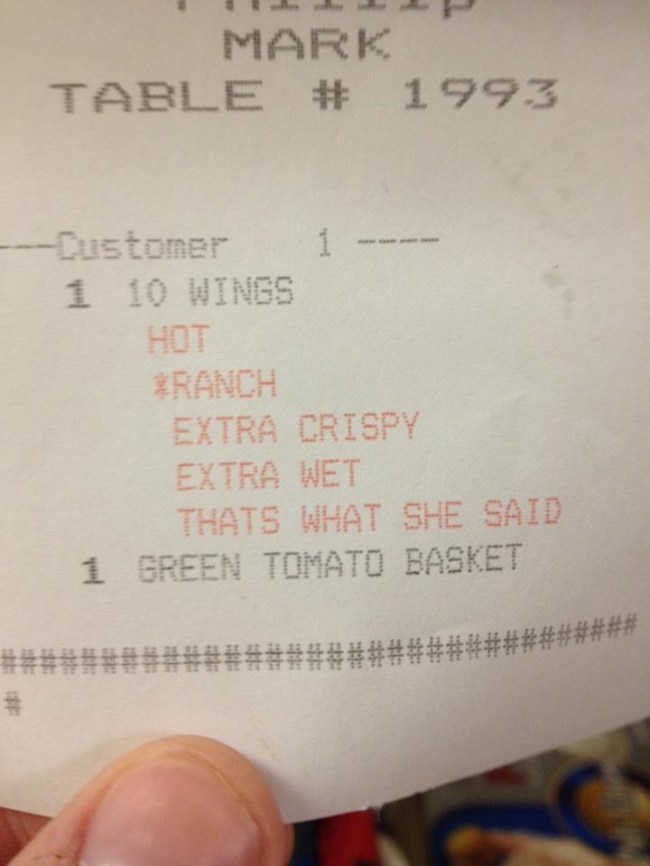 Phillip
MARK
TABLE # 1993
---Customer 1 ----
1 10 WINGS
HOT
*RANCH
EXTRA CRISPY
EXTRA WET
THATS WHAT SHE SAID
1 GREEN TOMATO BASKET
################################
#